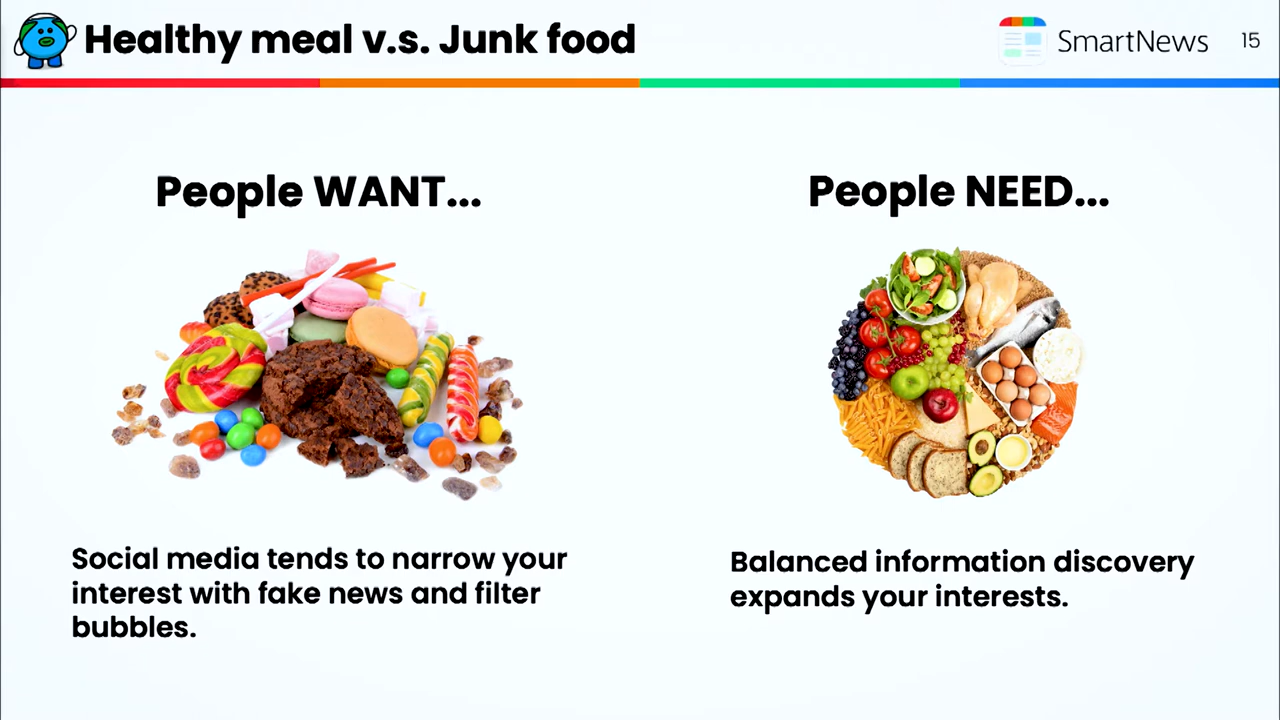 Healthy meal v.s. Junk food
SmartNews
15
People WANT...
People NEED...
Social media tends to narrow your
interest with fake news and filter
bubbles.
Balanced information discovery
expands your interests.